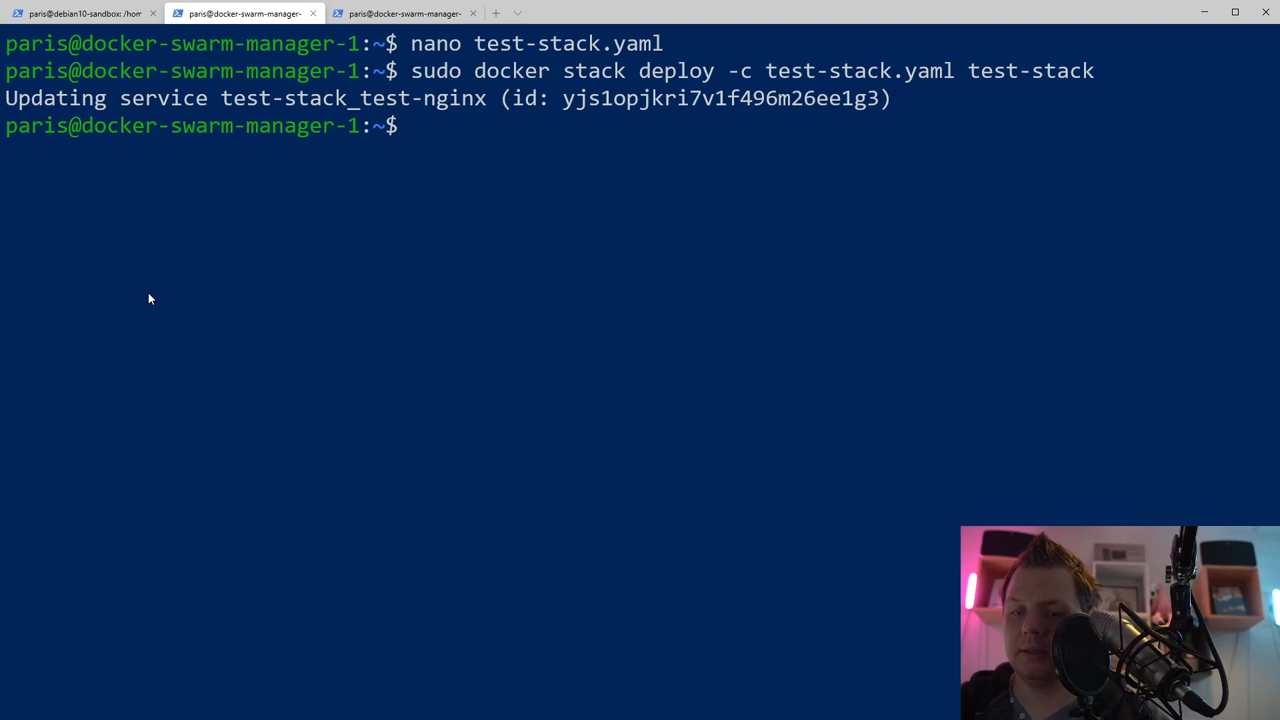 paris@debian10-sandbox: /hom
paris@docker-swarm-manager-
paris@docker-swarm-manager-
paris@docker-swarm-manager-1:~$ nano test-stack.yaml
paris@docker-swarm-manager-1:~$ sudo docker stack deploy -c test-stack.yaml test-stack
Updating service test-stack_test-nginx (id: yjs1opjkri7v1f496m26ee1g3)
paris@docker-swarm-manager-1:~$